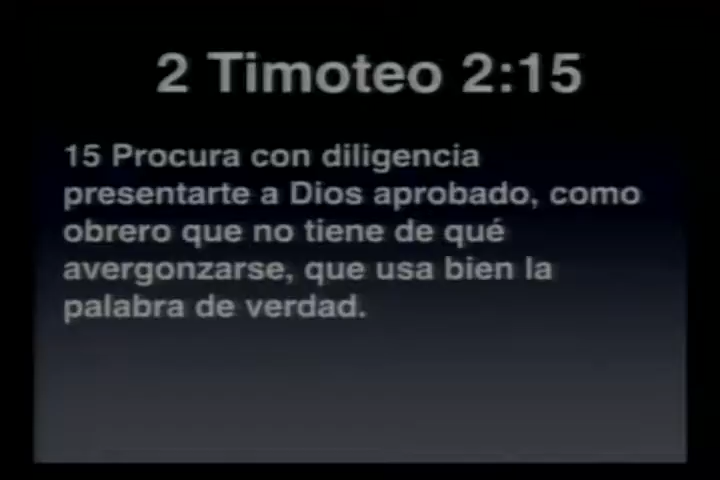 2 Timoteo 2:15
15 Procura con diligencia
presentarte a Dios aprobado, como
obrero que no tiene de qué
avergonzarse, que usa bien la
palabra de verdad.